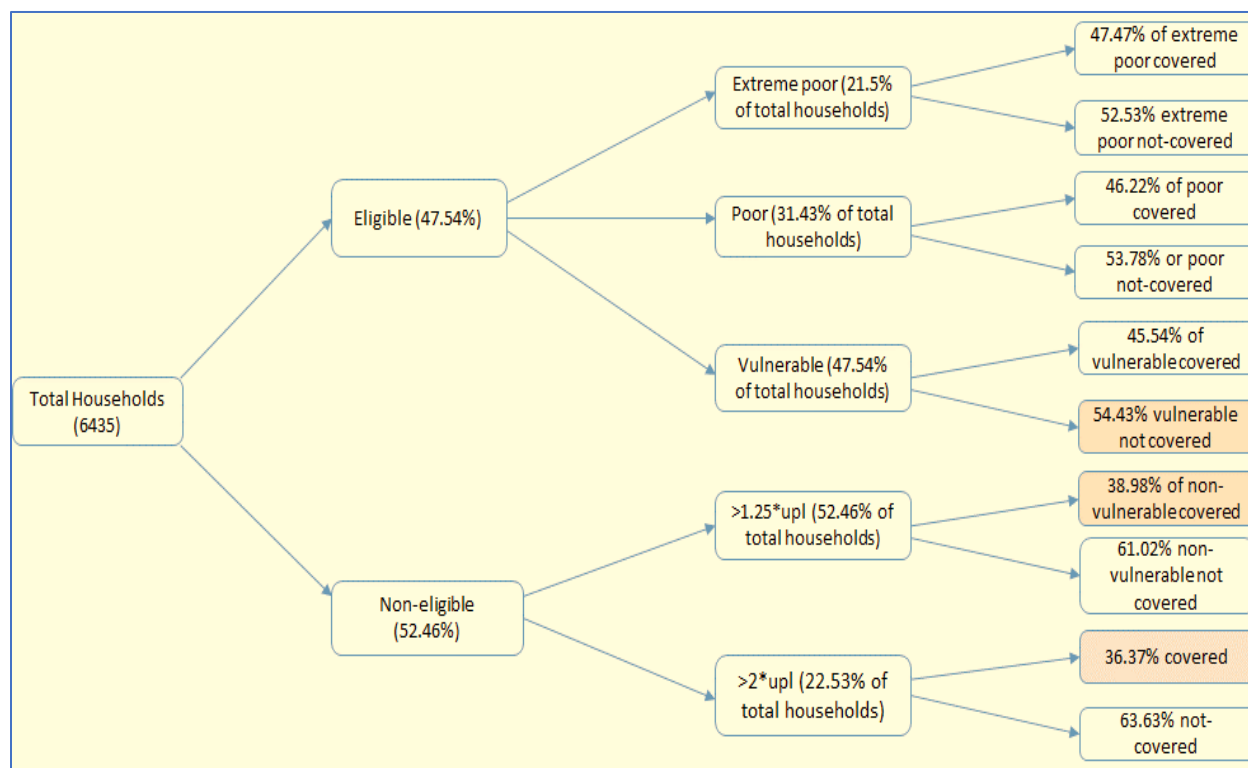 Total Households
(6435)
Eligible (47.54%)
Non-eligible
(52.46%)
Extreme poor (21.5%
of total households)
Poor (31.43% of total
households)
Vulnerable (47.54%
of total households)
>1.25*upl (52.46% of
total households)
>2*upl (22.53% of
total households)
47.47% of extreme
poor covered
52.53% extreme
poor not-covered
46.22% of poor
covered
53.78% or poor
not-covered
45.54% of
vulnerable covered
54.43% vulnerable
not covered
38.98% of non-
vulnerable covered
61.02% non-
vulnerable not
covered
36.37% covered
63.63% not-
covered